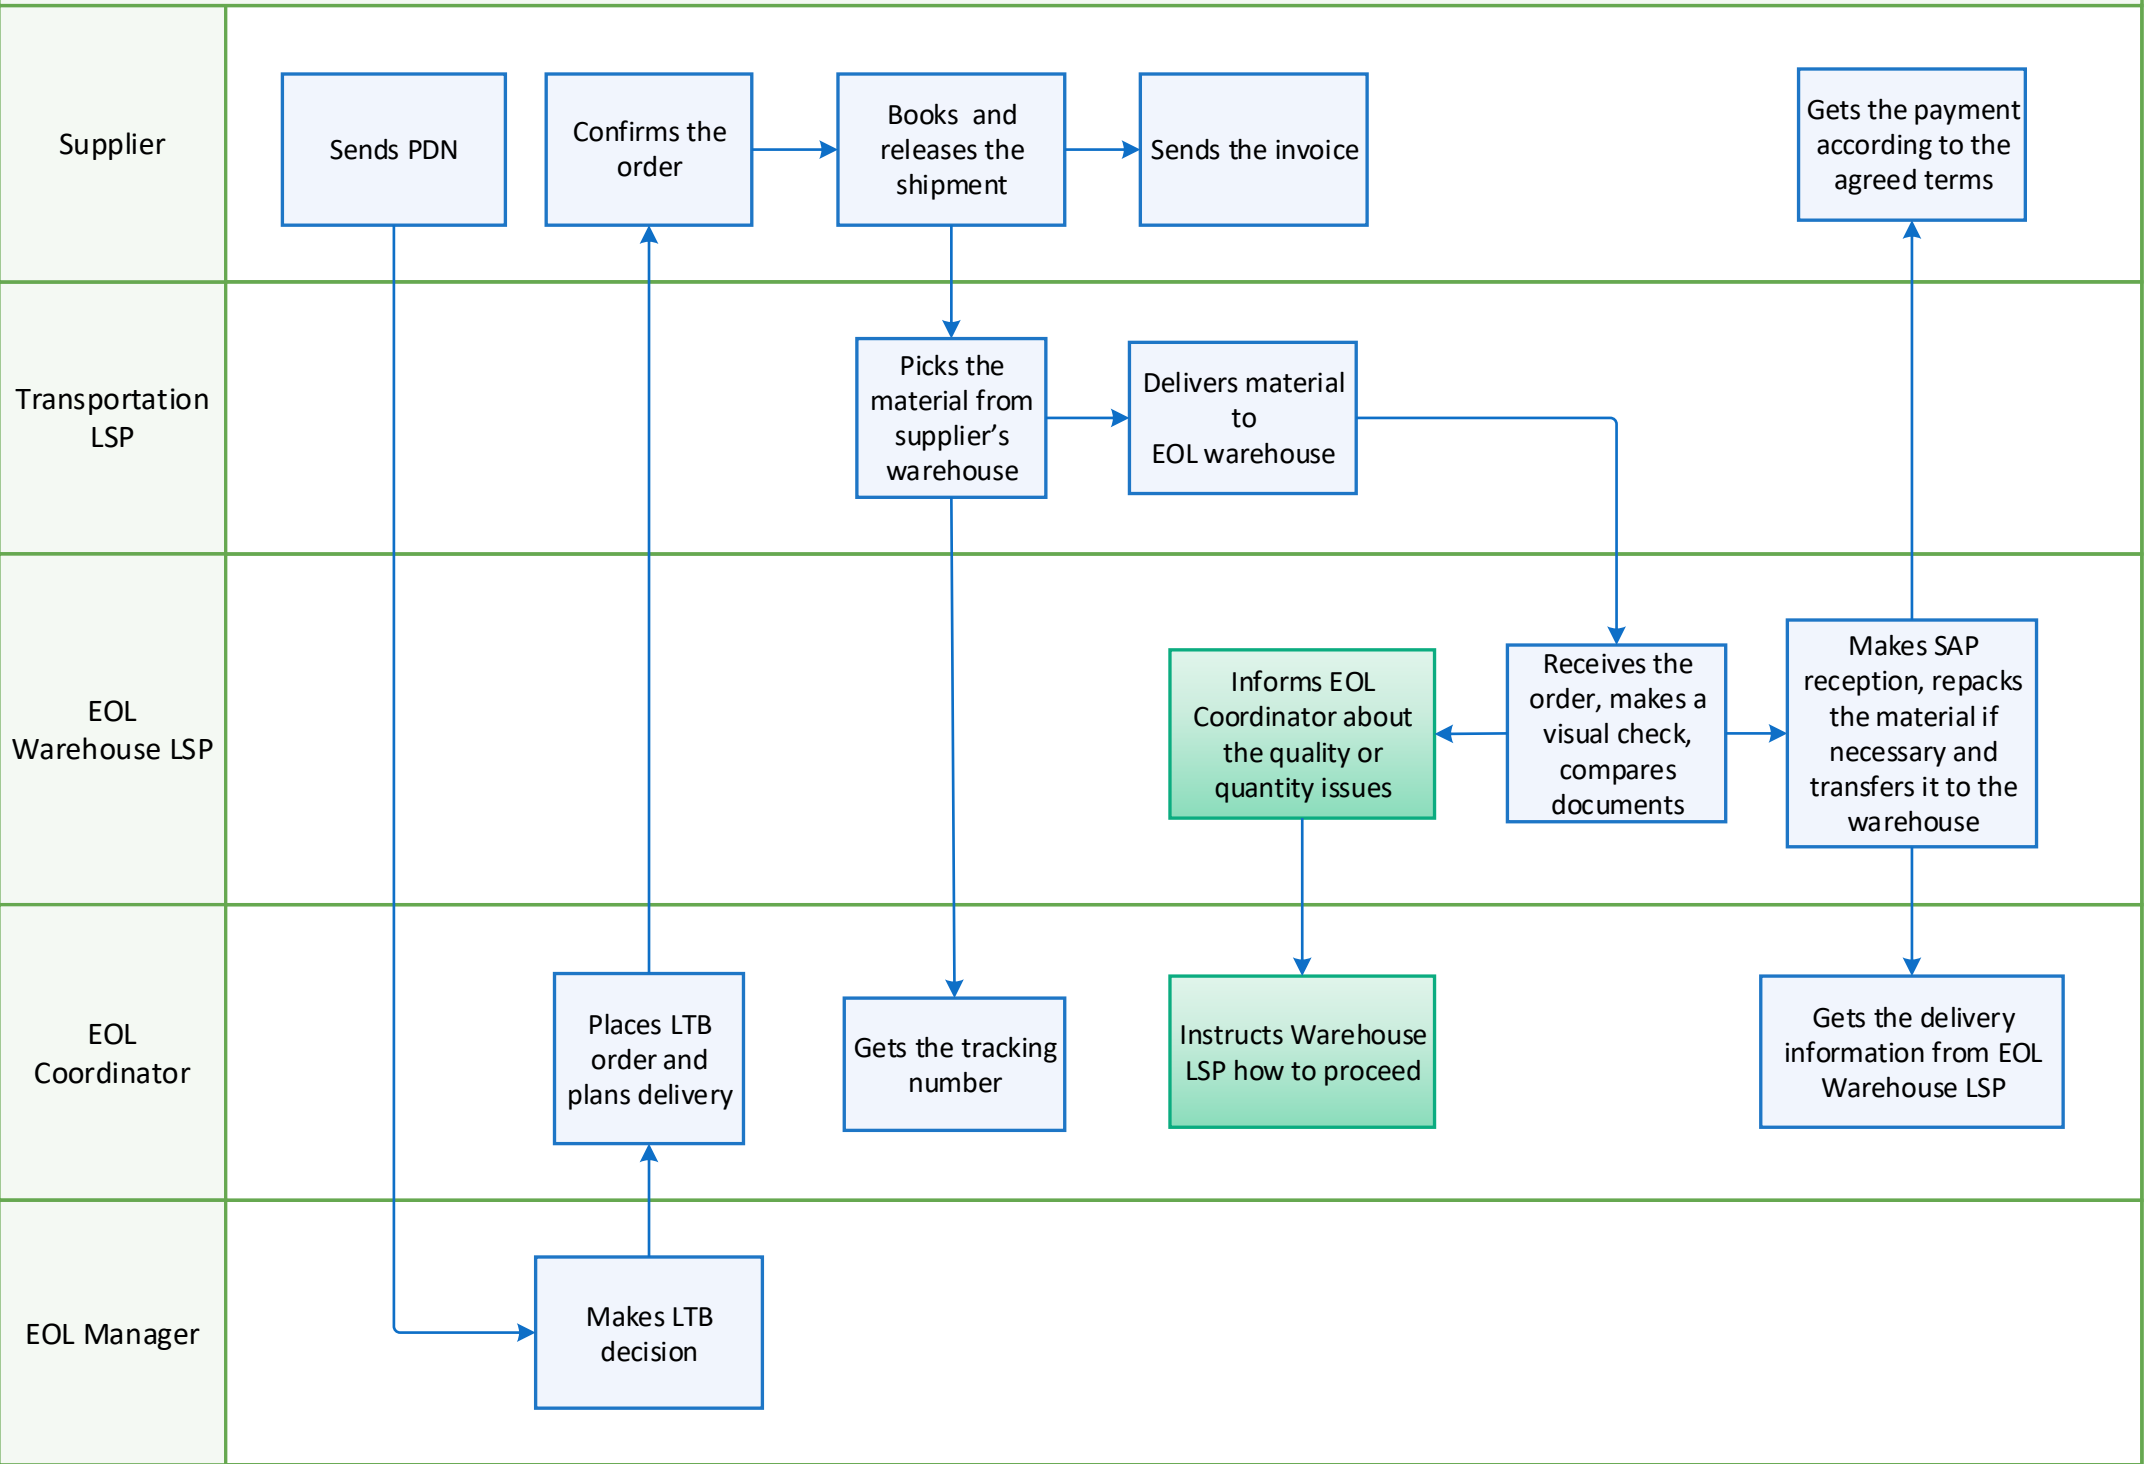 Supplier
Sends PDN
Confirms the
order
Books  and
releases the
shipment
Sends the invoice
Gets the payment
according to the
agreed terms
Transportation
LSP
Picks the
material from
supplier’s
warehouse
Delivers material
to
EOL warehouse
EOL
Warehouse LSP
Informs EOL
Coordinator about
the quality or
quantity issues
Receives the
order, makes a
visual check,
compares
documents
Makes SAP
reception, repacks
the material if
necessary and
transfers it to the
warehouse
EOL
Coordinator
Places LTB
order and
plans delivery
Gets the tracking
number
Instructs Warehouse
LSP how to proceed
Gets the delivery
information from EOL
Warehouse LSP
EOL Manager
Makes LTB
decision